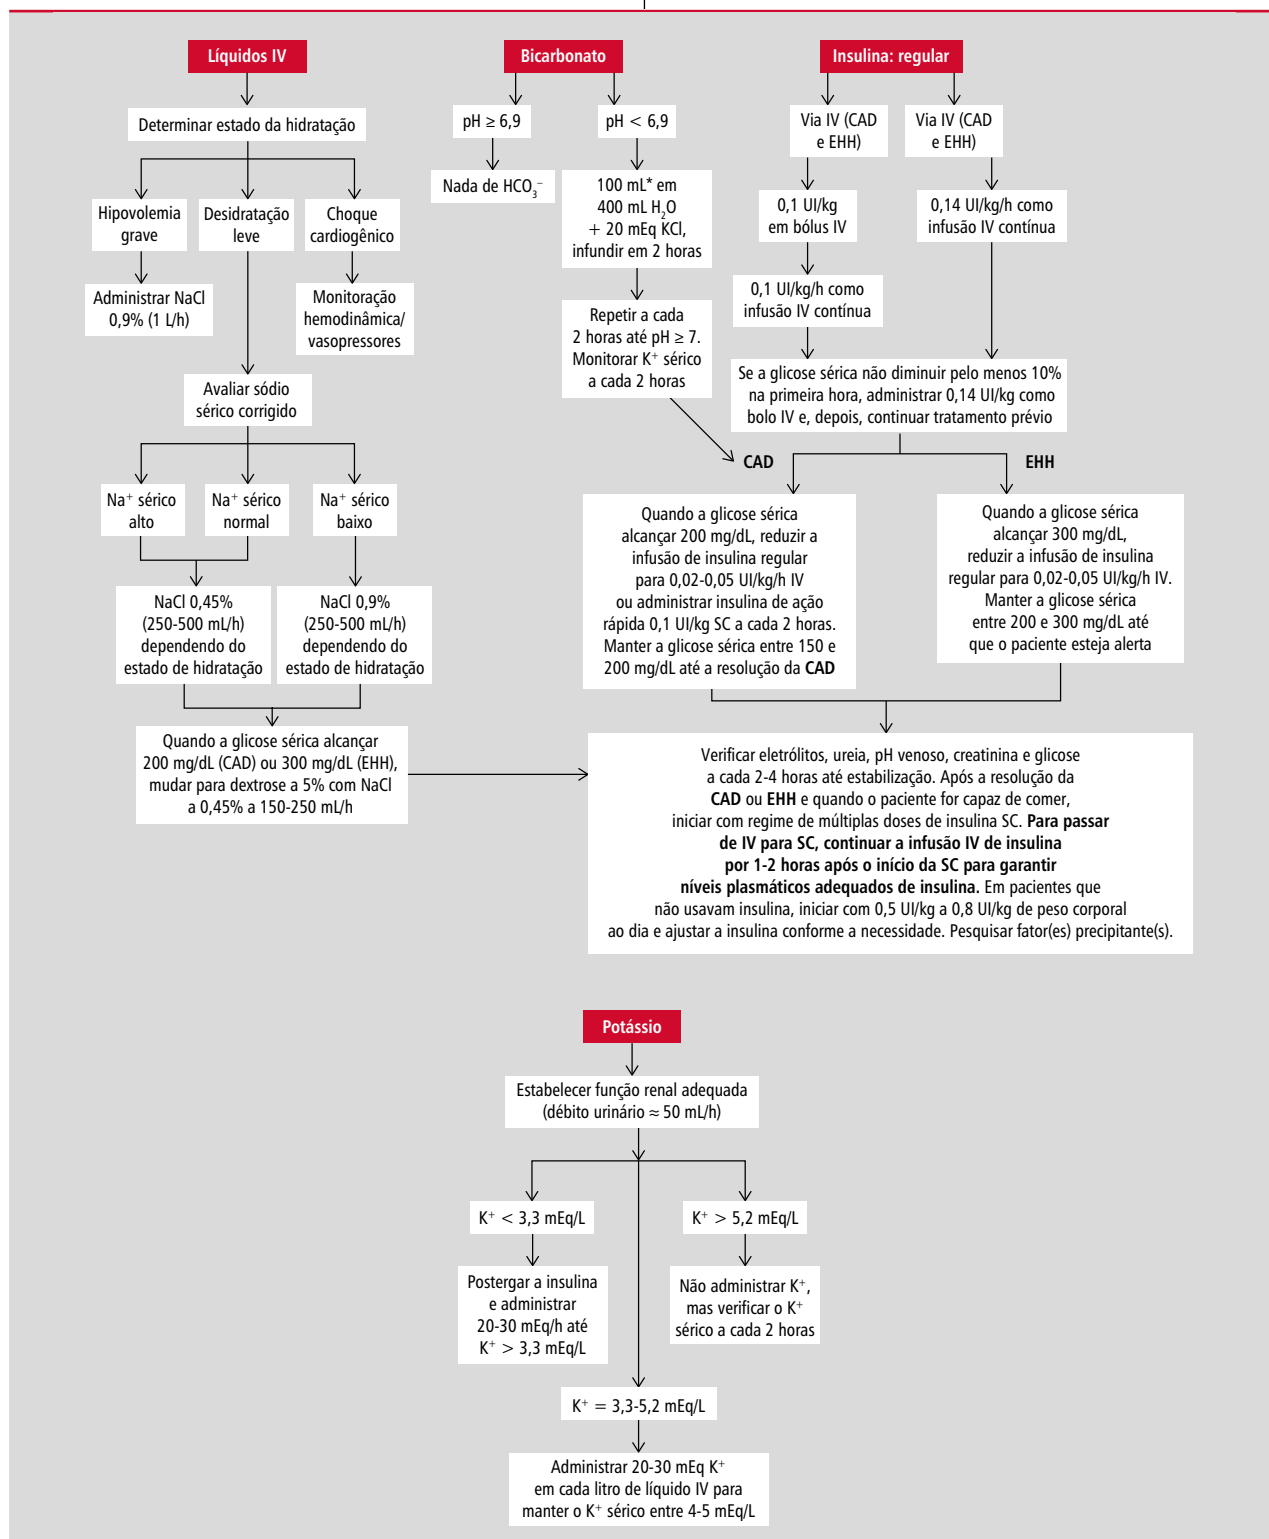 Líquidos IV
Determinar estado da hidratação
Hipovolemia
grave
Desidratação
leve
Choque
cardiogênico
Administrar NaCl
0,9% (1 L/h)
Monitoração
hemodinâmica/
vasopressores
Avaliar sódio
sérico corrigido
Na⁺ sérico
alto
Na⁺ sérico
normal
Na⁺ sérico
baixo
NaCl 0,45%
(250-500 mL/h)
dependendo do
estado de hidratação
NaCl 0,9%
(250-500 mL/h)
dependendo do
estado de hidratação
Quando a glicose sérica alcançar
200 mg/dL (CAD) ou 300 mg/dL (EHH),
mudar para dextrose a 5% com NaCl
a 0,45% a 150-250 mL/h
Bicarbonato
pH ≥ 6,9
pH < 6,9
Nada de HCO₃⁻
100 mL* em
400 mL H₂O
+ 20 mEq KCl,
infundir em 2 horas
Repetir a cada
2 horas até pH ≥ 7.
Monitorar K⁺ sérico
a cada 2 horas
Insulina: regular
Via IV (CAD
e EHH)
Via IV (CAD
e EHH)
0,1 UI/kg
em bólus IV
0,14 UI/kg/h como
infusão IV contínua
0,1 UI/kg/h como
infusão IV contínua
Se a glicose sérica não diminuir pelo menos 10%
na primeira hora, administrar 0,14 UI/kg como
bolo IV e, depois, continuar tratamento prévio
CAD
EHH
Quando a glicose sérica
alcançar 200 mg/dL, reduzir a
infusão de insulina regular
para 0,02-0,05 UI/kg/h IV
ou administrar insulina de ação
rápida 0,1 UI/kg SC a cada 2 horas.
Manter a glicose sérica entre 150 e
200 mg/dL até a resolução da CAD
Quando a glicose sérica
alcançar 300 mg/dL,
reduzir a infusão de insulina
regular para 0,02-0,05 UI/kg/h IV.
Manter a glicose sérica
entre 200 e 300 mg/dL até
que o paciente esteja alerta
Verificar eletrólitos, ureia, pH venoso, creatinina e glicose
a cada 2-4 horas até estabilização. Após a resolução da
CAD ou EHH e quando o paciente for capaz de comer,
iniciar com regime de múltiplas doses de insulina SC. Para passar
de IV para SC, continuar a infusão IV de insulina
por 1-2 horas após o início da SC para garantir
níveis plasmáticos adequados de insulina. Em pacientes que
não usavam insulina, iniciar com 0,5 UI/kg a 0,8 UI/kg de peso corporal
ao dia e ajustar a insulina conforme a necessidade. Pesquisar fator(es) precipitante(s).
Potássio
Estabelecer função renal adequada
(débito urinário ≈ 50 mL/h)
K⁺ < 3,3 mEq/L
K⁺ > 5,2 mEq/L
Postergar a insulina
e administrar
20-30 mEq/h até
K⁺ > 3,3 mEq/L
Não administrar K⁺,
mas verificar o K⁺
sérico a cada 2 horas
K⁺ = 3,3-5,2 mEq/L
Administrar 20-30 mEq K⁺
em cada litro de líquido IV para
manter o K⁺ sérico entre 4-5 mEq/L